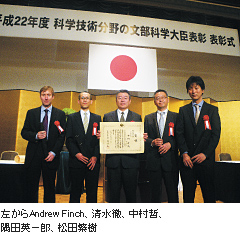 平成22年度 科学技術分野の文部科学大臣表彰 表彰式
左からAndrew Finch、清水徹、中村哲、
隅田英一郎、松田繁樹